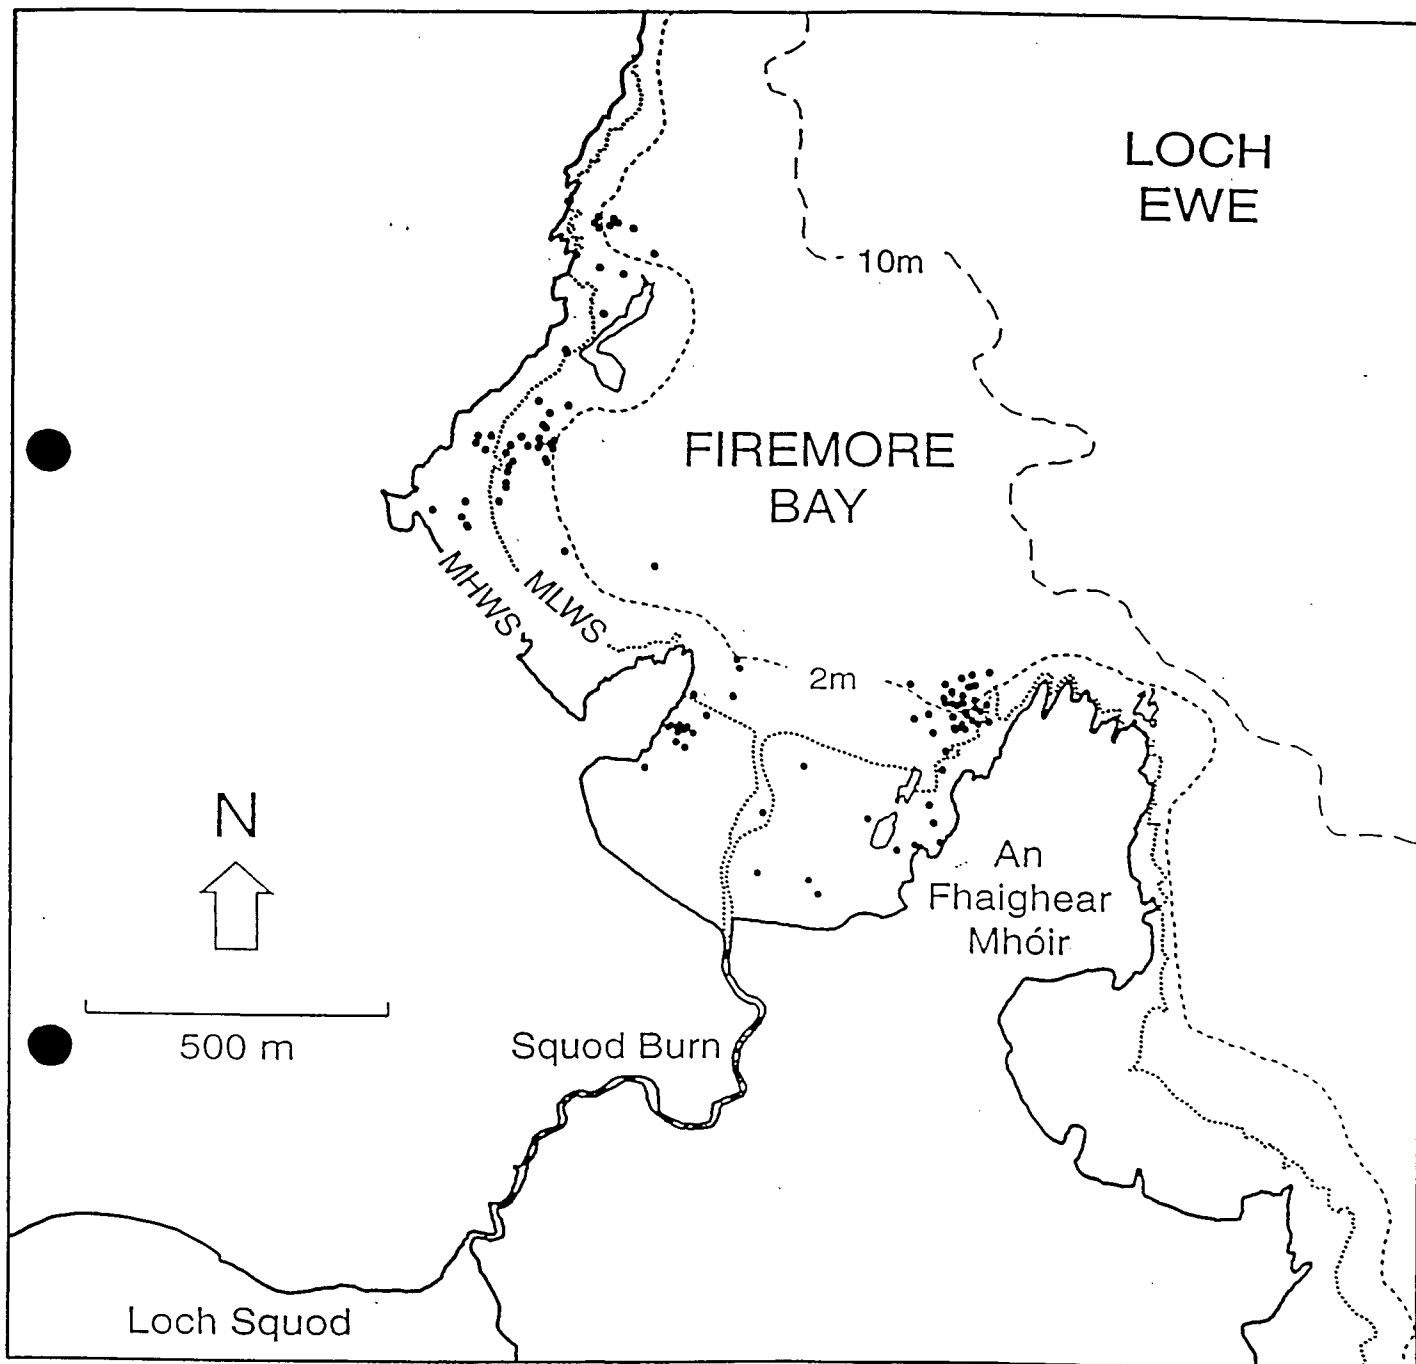 LOCH
EWE
10m
FIREMORE
BAY
MHWS
MLWS
2m
N
An
Fhaighear
Mhóir
500 m
Squod Burn
Loch Squod